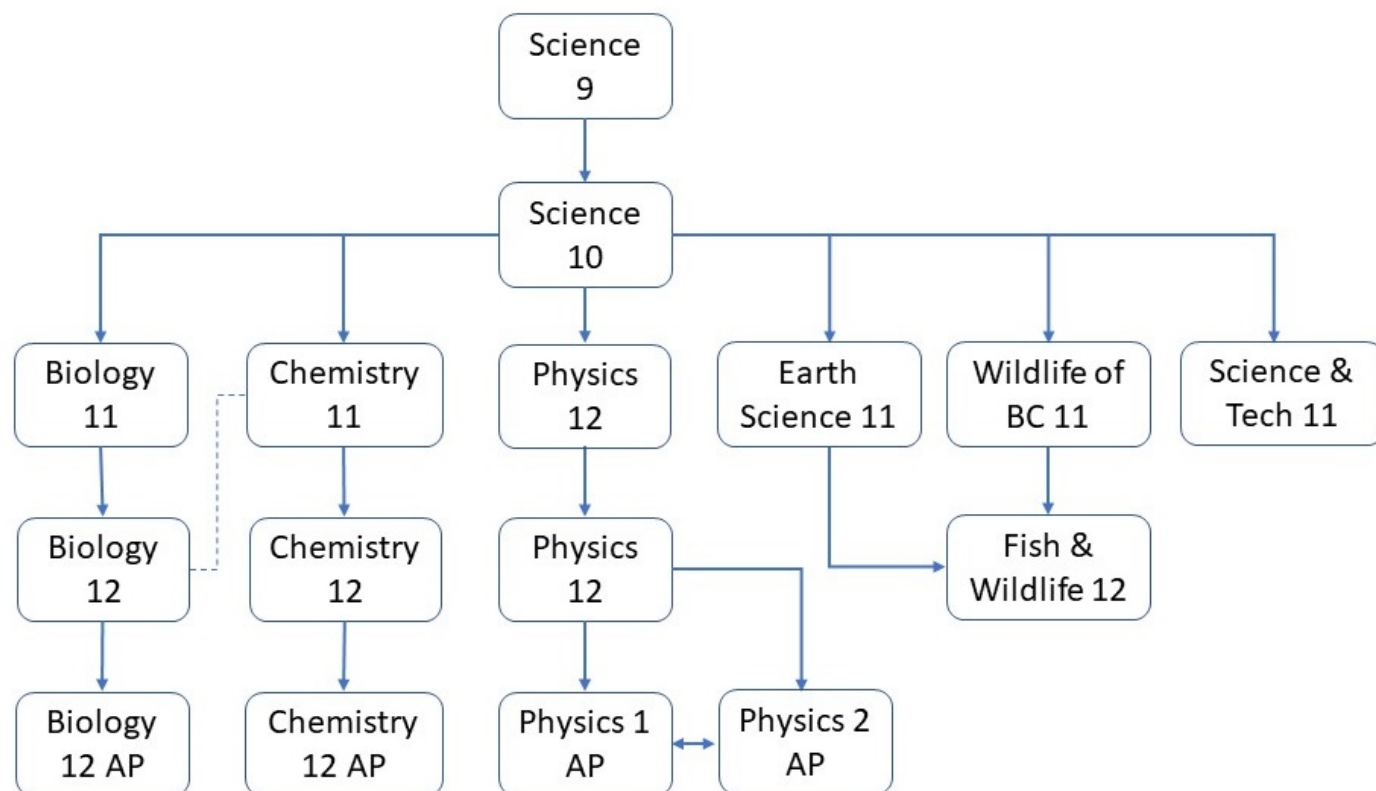 Science
9
Science
10
Biology
11
Chemistry
11
Physics
12
Earth
Science 11
Wildlife of
BC 11
Science &
Tech 11
Biology
12
Chemistry
12
Physics
12
Fish &
Wildlife 12
Biology
12 AP
Chemistry
12 AP
Physics 1
AP
Physics 2
AP